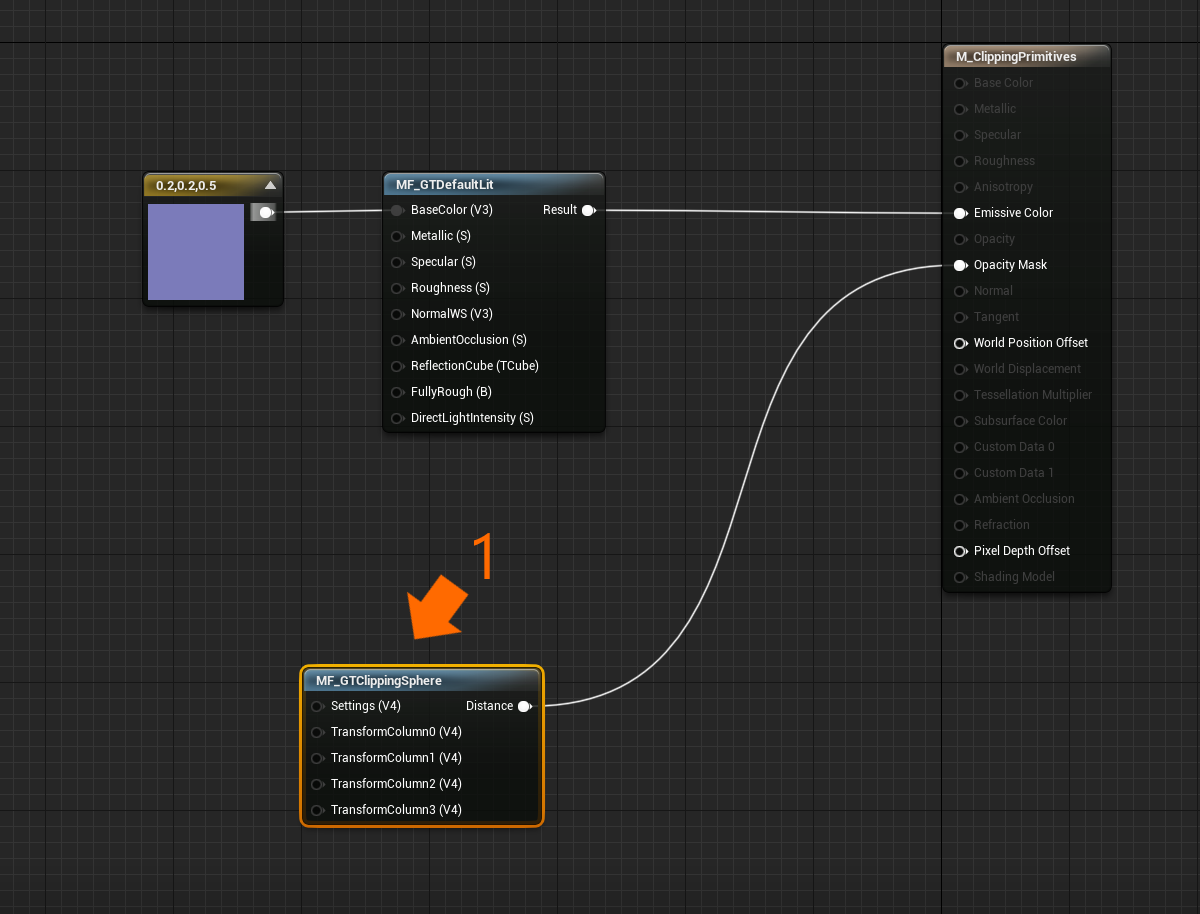 M_ClippingPrimitives
Base Color
Metallic
Specular
Roughness
Anisotropy
Emissive Color
Opacity
Opacity Mask
Normal
Tangent
World Position Offset
World Displacement
Tessellation Multiplier
Subsurface Color
Custom Data 0
Custom Data 1
Ambient Occlusion
Refraction
Pixel Depth Offset
Shading Model
0.2,0.2,0.5
MF_GTDefaultLit
BaseColor (V3) Result
Metallic (S)
Specular (S)
Roughness (S)
NormalWS (V3)
AmbientOcclusion (S)
ReflectionCube (TCube)
FullyRough (B)
DirectLightIntensity (S)
1
MF_GTClippingSphere
Settings (V4) Distance
TransformColumn0 (V4)
TransformColumn1 (V4)
TransformColumn2 (V4)
TransformColumn3 (V4)